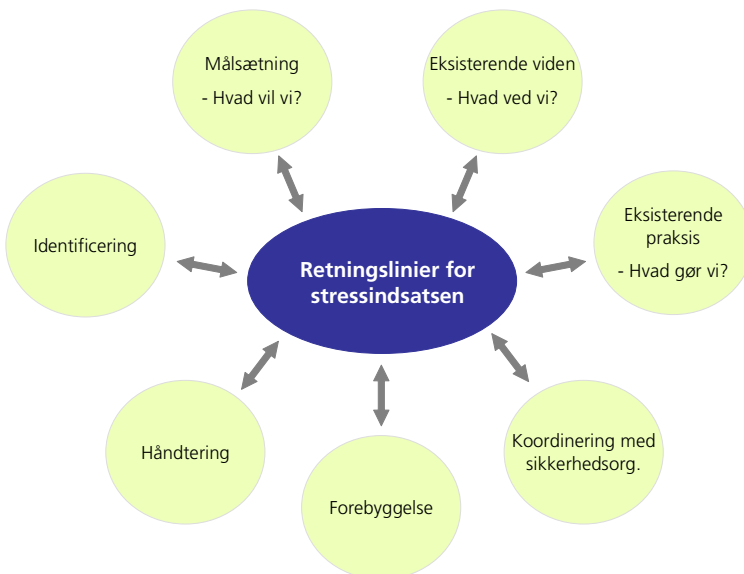 Målsætning
- Hvad vil vi?
Eksisterende viden
- Hvad ved vi?
Eksisterende
praksis
- Hvad gør vi?
Identificering
Retningslinier for
stressindsatsen
Håndtering
Forebyggelse
Koordinering med
sikkerhedsorg.